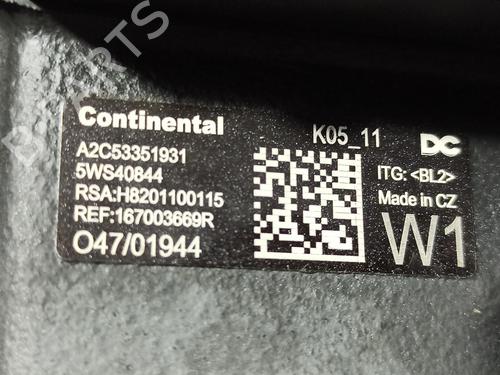 Continental
K05_11
DC
A2C53351931
5WS40844
ITG: <BL2>
RSA:H8201100115
Made in CZ
REF:167003669R
W1
O47/01944